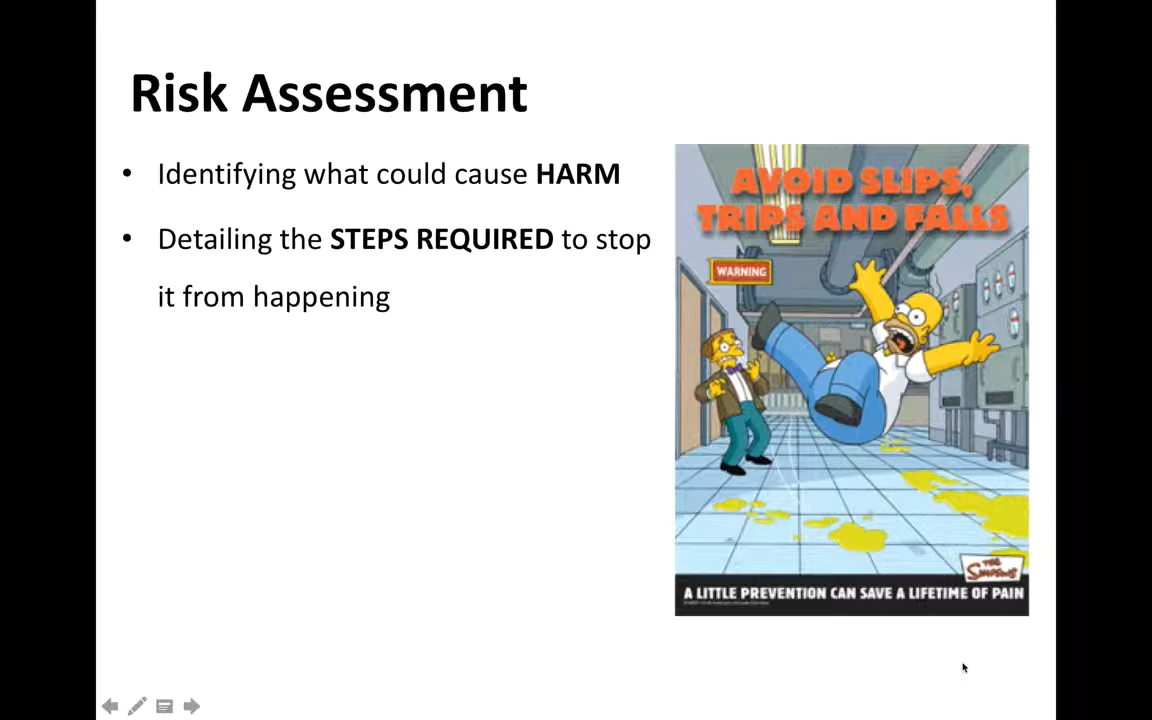 Risk Assessment
• Identifying what could cause HARM
• Detailing the STEPS REQUIRED to stop
it from happening
AVOID SLIPS,
TRIPS AND FALLS
WARNING
THE
SIMPSONS
A LITTLE PREVENTION CAN SAVE A LIFETIME OF PAIN